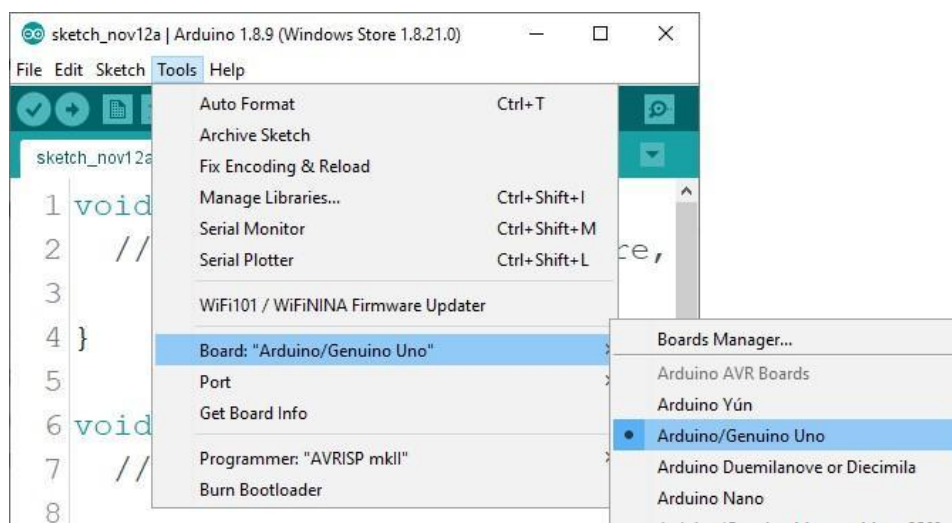 sketch_nov12a | Arduino 1.8.9 (Windows Store 1.8.21.0)
File Edit Sketch Tools Help
sketch_nov12a
1 void
2 // re,
3
4 }
5
6 void
7 //
8
Auto Format Ctrl+T
Archive Sketch
Fix Encoding & Reload
Manage Libraries... Ctrl+Shift+I
Serial Monitor Ctrl+Shift+M
Serial Plotter Ctrl+Shift+L
WiFi101 / WiFiNINA Firmware Updater
Board: "Arduino/Genuino Uno"
Port
Get Board Info
Programmer: "AVRISP mkII"
Burn Bootloader
Boards Manager...
Arduino AVR Boards
Arduino Yún
Arduino/Genuino Uno
Arduino Duemilanove or Diecimila
Arduino Nano